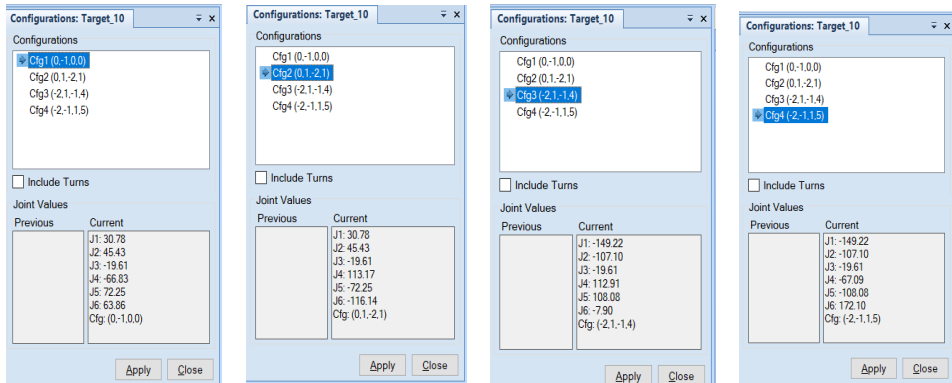 Configurations: Target_10
Configurations
Cfg1 (0,-1,0,0)
Cfg2 (0,1,-2,1)
Cfg3 (-2,1,-1,4)
Cfg4 (-2,-1,1,5)
Include Turns
Joint Values
Previous Current
J1: 30.78
J2: 45.43
J3: -19.61
J4: -66.83
J5: 72.25
J6: 63.86
Cfg: (0,-1,0,0)
Apply Close
Configurations: Target_10
Configurations
Cfg1 (0,-1,0,0)
Cfg2 (0,1,-2,1)
Cfg3 (-2,1,-1,4)
Cfg4 (-2,-1,1,5)
Include Turns
Joint Values
Previous Current
J1: 30.78
J2: 45.43
J3: -19.61
J4: 113.17
J5: -72.25
J6: -116.14
Cfg: (0,1,-2,1)
Apply Close
Configurations: Target_10
Configurations
Cfg1 (0,-1,0,0)
Cfg2 (0,1,-2,1)
Cfg3 (-2,1,-1,4)
Cfg4 (-2,-1,1,5)
Include Turns
Joint Values
Previous Current
J1: -149.22
J2: -107.10
J3: -19.61
J4: 112.91
J5: 108.08
J6: -7.90
Cfg: (-2,1,-1,4)
Apply Close
Configurations: Target_10
Configurations
Cfg1 (0,-1,0,0)
Cfg2 (0,1,-2,1)
Cfg3 (-2,1,-1,4)
Cfg4 (-2,-1,1,5)
Include Turns
Joint Values
Previous Current
J1: -149.22
J2: -107.10
J3: -19.61
J4: -67.09
J5: -108.08
J6: 172.10
Cfg: (-2,-1,1,5)
Apply Close